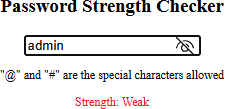 Password Strength Checker
admin
"@" and "#" are the special characters allowed
Strength: Weak